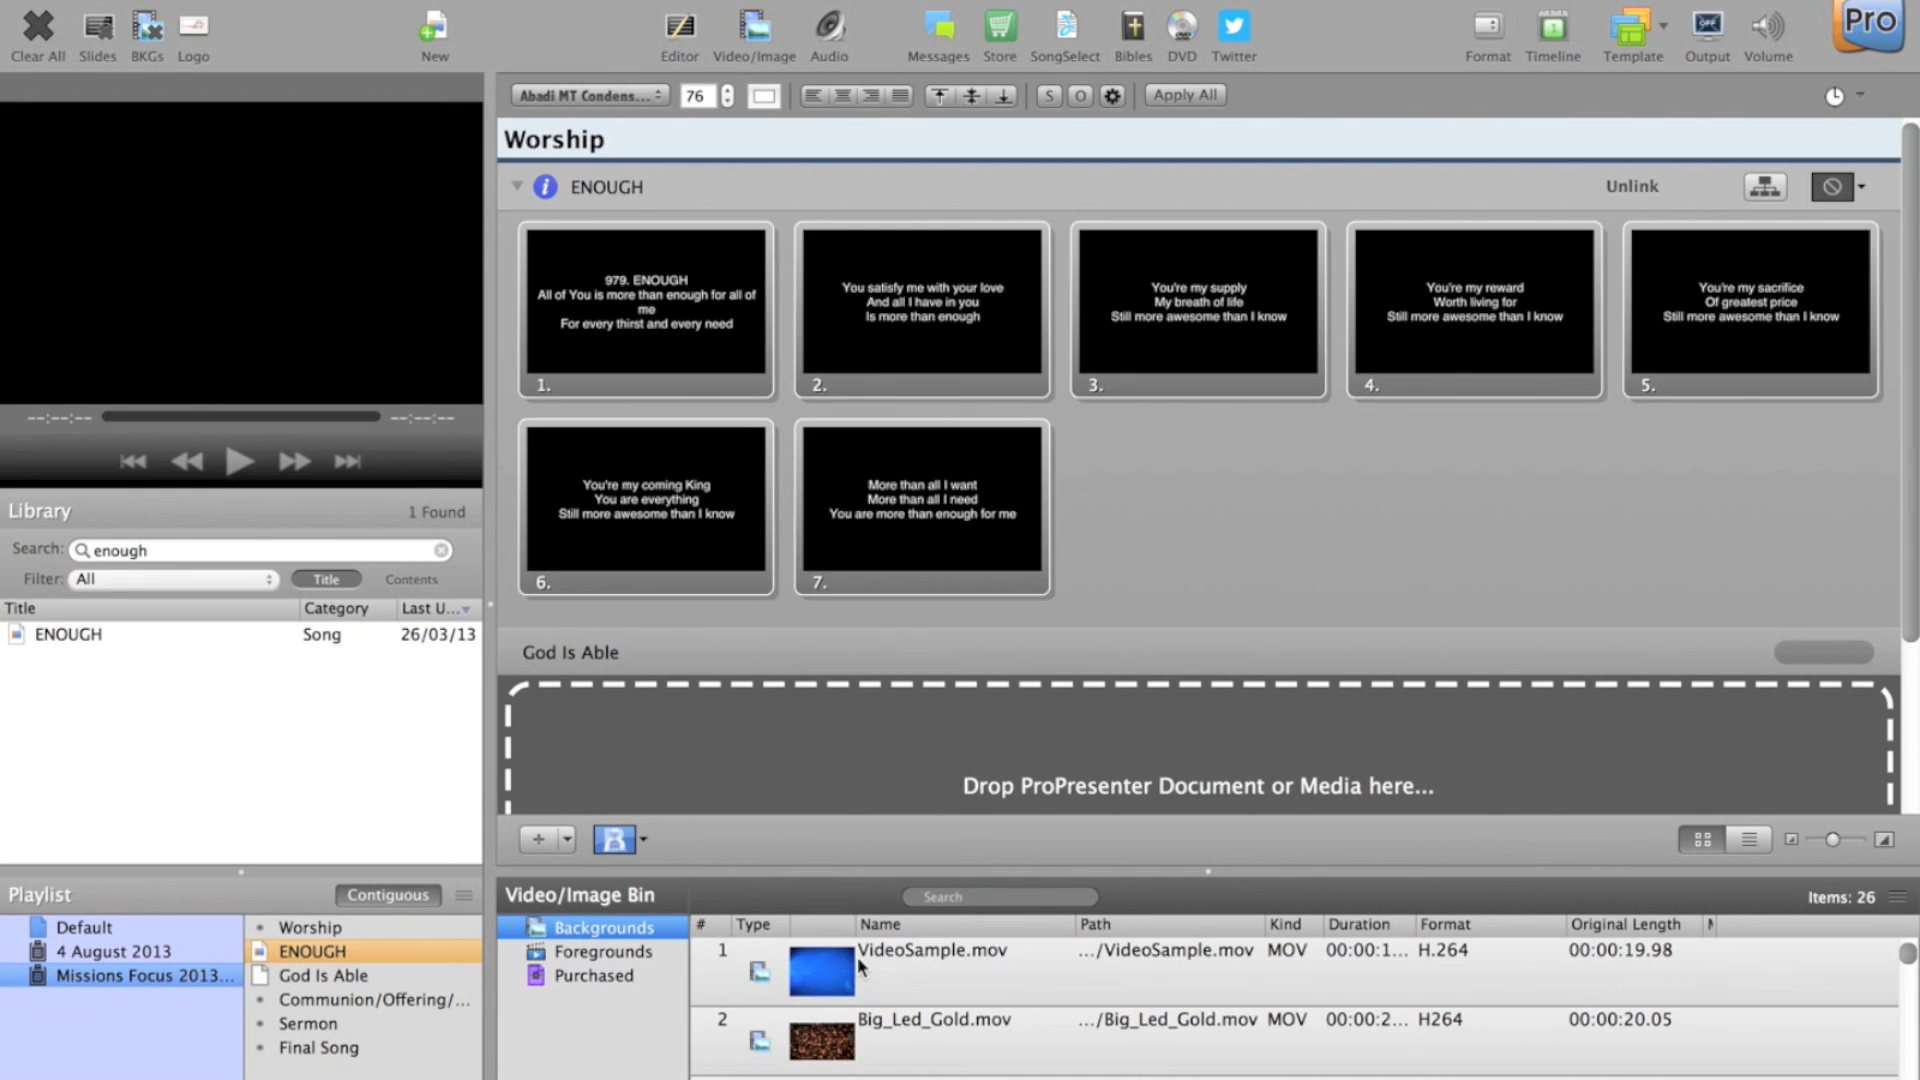 Clear All Slides BKGs Logo New Editor Video/Image Audio Messages Store SongSelect Bibles DVD Twitter Format Timeline Template Output Volume Pro
OFF
Abadi MT Condens... 76 S O Apply All
Worship
i ENOUGH Unlink
979. ENOUGH
All of You is more than enough for all of
me
For every thirst and every need
1.
You satisfy me with your love
And all I have in you
Is more than enough
2.
You're my supply
My breath of life
Still more awesome than I know
3.
You're my reward
Worth living for
Still more awesome than I know
4.
You're my sacrifice
Of greatest price
Still more awesome than I know
5.
You're my coming King
You are everything
Still more awesome than I know
6.
More than all I want
More than all I need
You are more than enough for me
7.
God Is Able
Drop ProPresenter Document or Media here...
B
--:--:-- --:--:--
Library 1 Found
Search: enough
Filter: All Title Contents
Title Category Last U...
ENOUGH Song 26/03/13
Playlist Contiguous
Default
4 August 2013
Missions Focus 2013...
Worship
ENOUGH
God Is Able
Communion/Offering/...
Sermon
Final Song
Video/Image Bin Search Items: 26
Backgrounds
Foregrounds
Purchased
# Type Name Path Kind Duration Format Original Length
1 VideoSample.mov .../VideoSample.mov MOV 00:00:1... H.264 00:00:19.98
2 Big_Led_Gold.mov .../Big_Led_Gold.mov MOV 00:00:2... H264 00:00:20.05